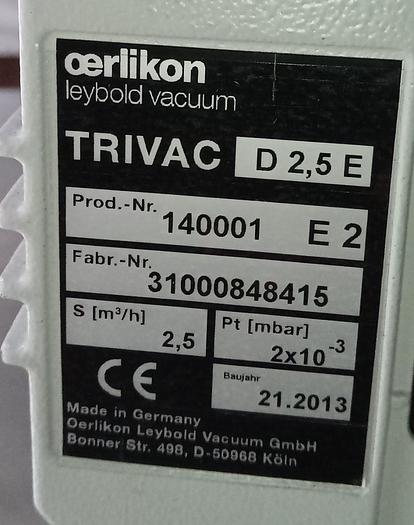 œrlikon
leybold vacuum
TRIVAC D 2,5 E
Prod.-Nr. 140001 E 2
Fabr.-Nr. 31000848415
S [m³/h] 2,5
Pt [mbar] 2x10⁻³
CE
Baujahr 21.2013
Made in Germany
Oerlikon Leybold Vacuum GmbH
Bonner Str. 498, D-50968 Köln